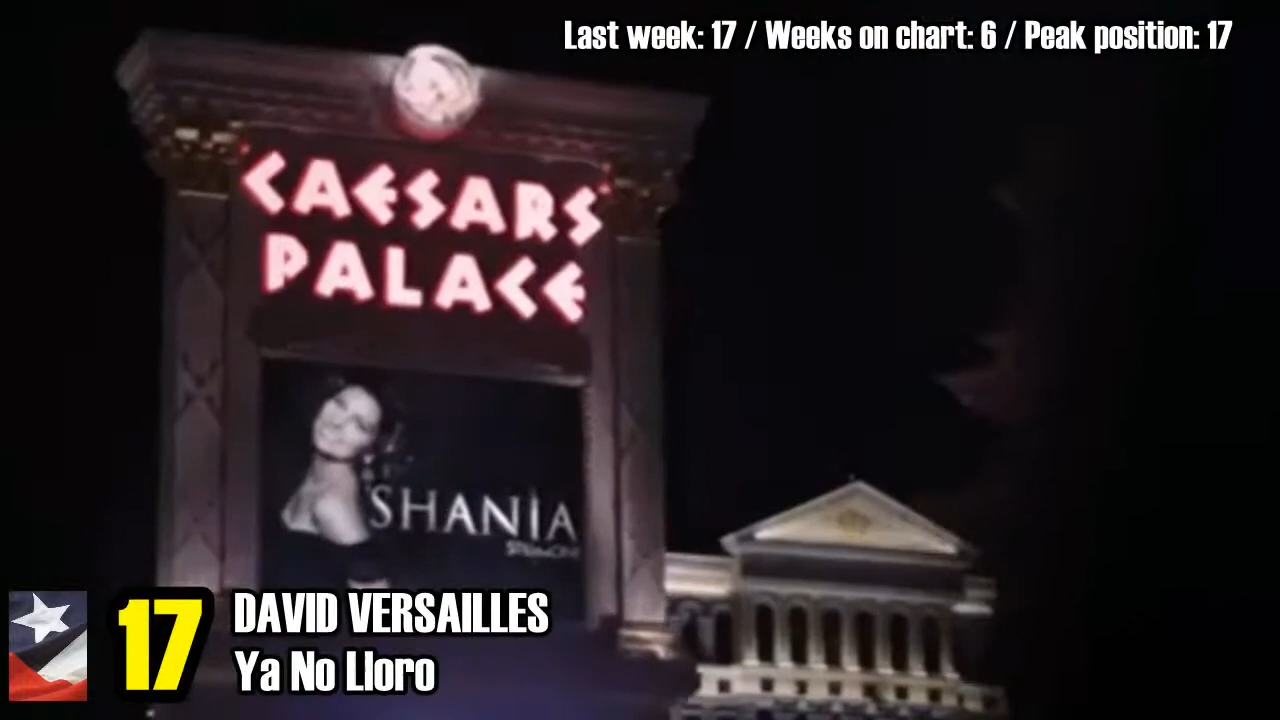 Last week: 17 / Weeks on chart: 6 / Peak position: 17
CAESARS
PALACE
SHANIA
17
DAVID VERSAILLES
Ya No Lloro